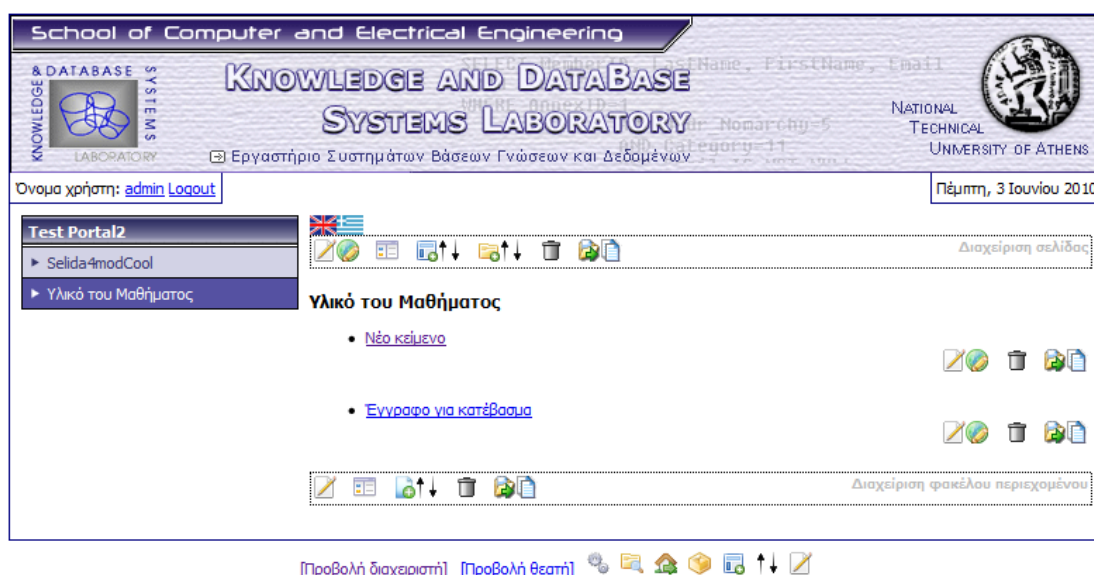 School of Computer and Electrical Engineering
KNOWLEDGE & DATABASE SYSTEMS
LABORATORY
KNOWLEDGE AND DATABASE
SYSTEMS LABORATORY
Εργαστήριο Συστημάτων Βάσεων Γνώσεων και Δεδομένων
LastName, FirstName, Email
NATIONAL
TECHNICAL
UNIVERSITY OF ATHENS
Όνομα χρήστη: admin Logout
Πέμπτη, 3 Ιουνίου 2010
Test Portal2
Selida4modCool
Υλικό του Μαθήματος
Διαχείριση σελίδας
Υλικό του Μαθήματος
Νέο κείμενο
Έγγραφο για κατέβασμα
Διαχείριση φακέλου περιεχομένου
[Προβολή διαχειριστή] [Προβολή θεατή]